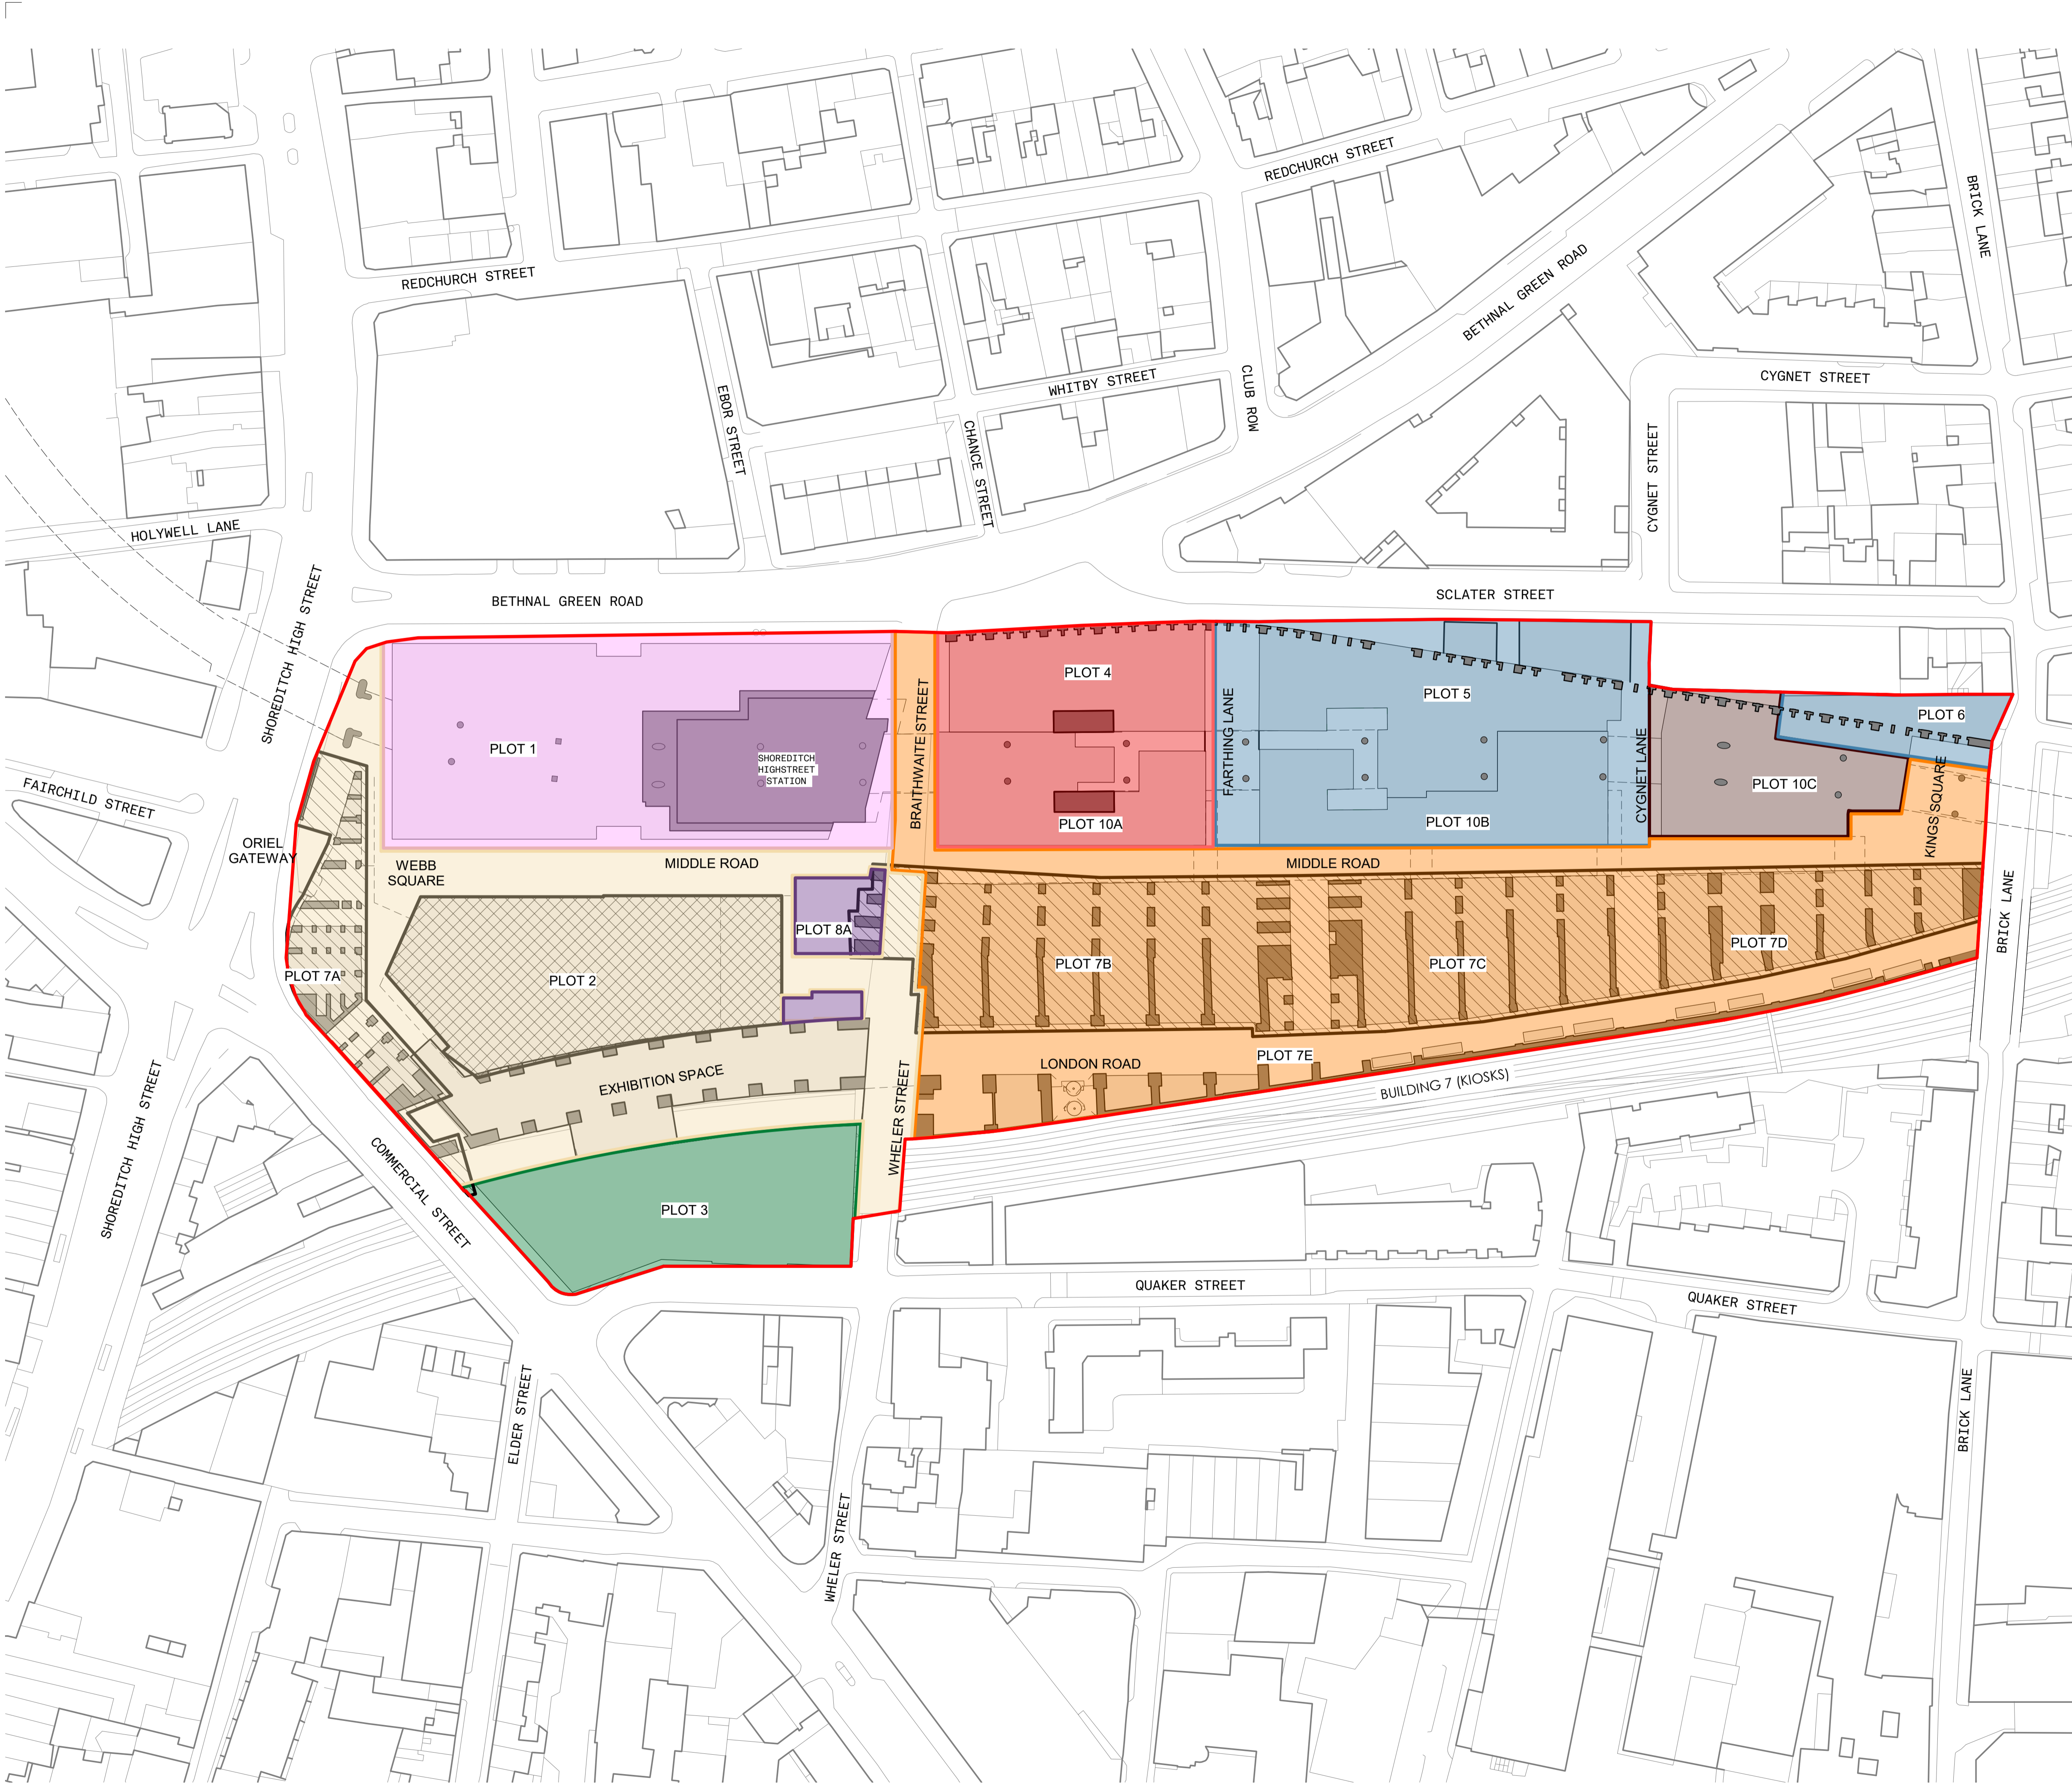 REDCHURCH STREET
BRICK LANE
REDCHURCH STREET
BETHNAL GREEN ROAD
WHITBY STREET
CLUB ROW
CYGNET STREET
EBOR STREET
CHANCE STREET
CYGNET STREET
HOLYWELL LANE
SHOREDITCH HIGH STREET
BETHNAL GREEN ROAD
SCLATER STREET
PLOT 4
PLOT 5
PLOT 6
PLOT 1
SHOREDITCH
HIGHSTREET
STATION
BRAITHWAITE STREET
FARTHING LANE
CYGNET LANE
PLOT 10C
KINGS SQUARE
FAIRCHILD STREET
PLOT 10A
PLOT 10B
ORIEL
GATEWAY
WEBB
SQUARE
MIDDLE ROAD
MIDDLE ROAD
BRICK LANE
PLOT 8A
PLOT 7A
PLOT 2
PLOT 7B
PLOT 7C
PLOT 7D
EXHIBITION SPACE
LONDON ROAD
PLOT 7E
BUILDING 7 (KIOSKS)
WHELER STREET
SHOREDITCH HIGH STREET
COMMERCIAL STREET
PLOT 3
QUAKER STREET
QUAKER STREET
ELDER STREET
BRICK LANE
WHELER STREET